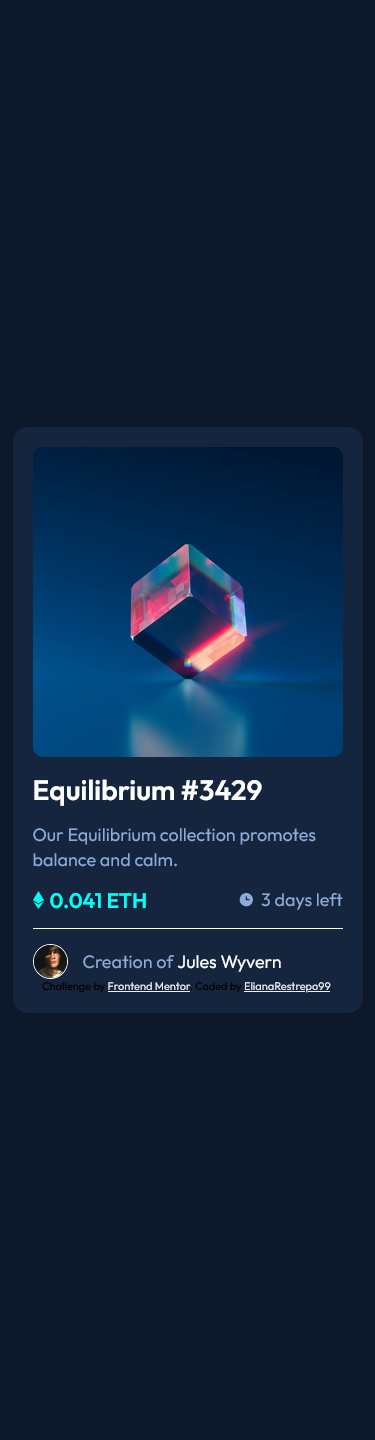 Equilibrium #3429
Our Equilibrium collection promotes
balance and calm.
0.041 ETH 3 days left
Creation of Jules Wyvern
Challenge by Frontend Mentor. Coded by ElianaRestrepo99